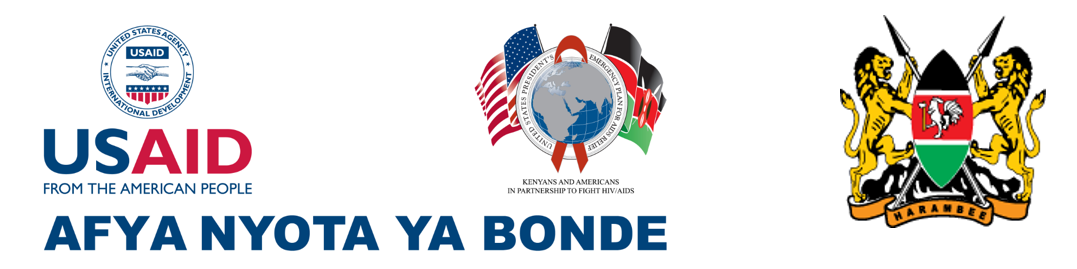 UNITED STATES AGENCY
USAID
INTERNATIONAL DEVELOPMENT
USAID
FROM THE AMERICAN PEOPLE
UNITED STATES PRESIDENT'S EMERGENCY PLAN FOR AIDS RELIEF
KENYANS AND AMERICANS
IN PARTNERSHIP TO FIGHT HIV/AIDS
HARAMBEE
AFYA NYOTA YA BONDE